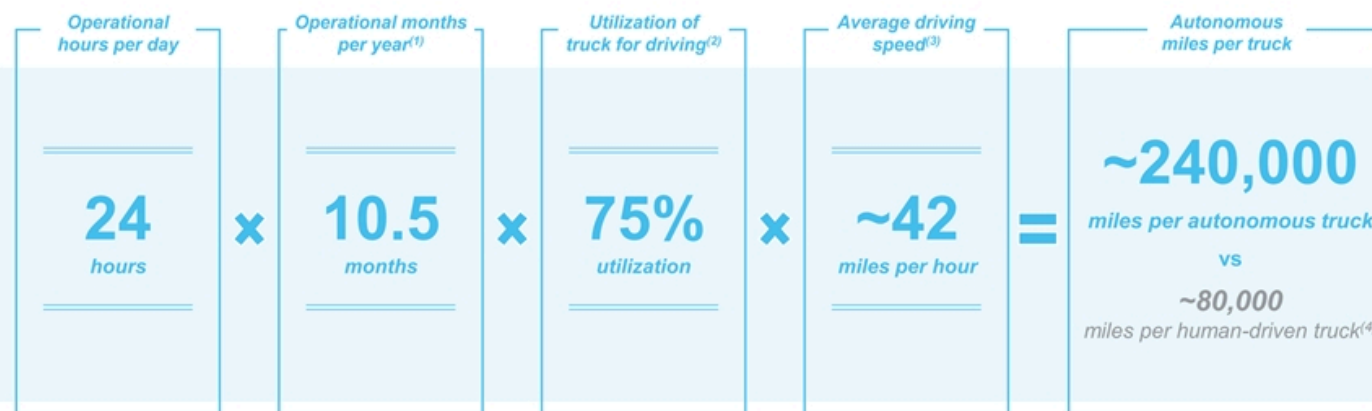 Operational
hours per day
24
hours
×
Operational months
per year(1)
10.5
months
×
Utilization of
truck for driving(2)
75%
utilization
×
Average driving
speed(3)
~42
miles per hour
=
Autonomous
miles per truck
~240,000
miles per autonomous truck
vs
~80,000
miles per human-driven truck(4